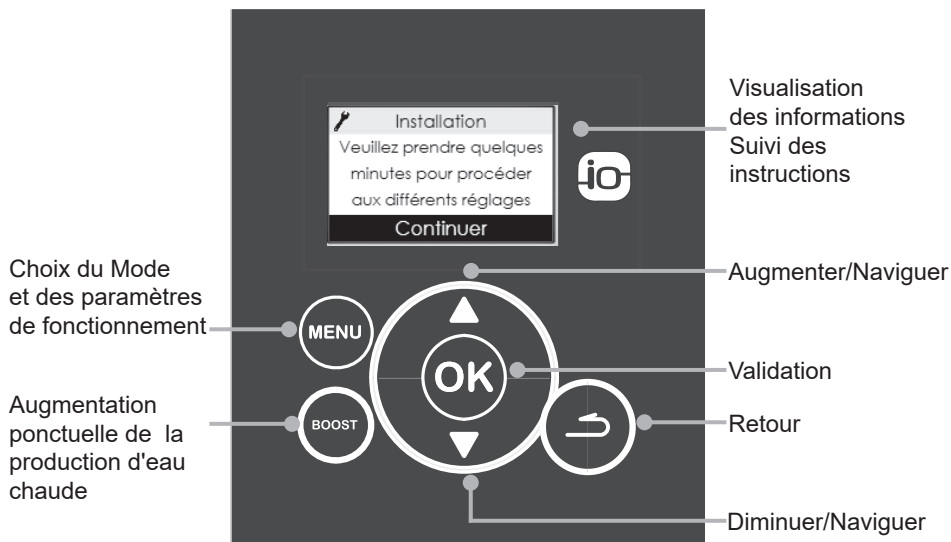 Installation
Veuillez prendre quelques
minutes pour procéder
aux différents réglages
Continuer
io
Visualisation
des informations
Suivi des
instructions
Choix du Mode
et des paramètres
de fonctionnement
MENU
Augmenter/Naviguer
OK
Validation
Augmentation
ponctuelle de la
production d'eau
chaude
BOOST
Retour
Diminuer/Naviguer